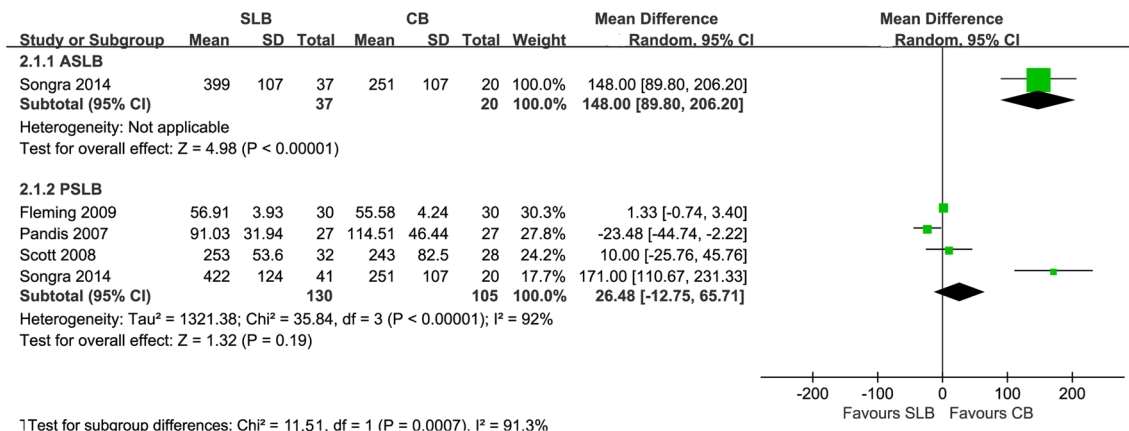 SLB CB Mean Difference Mean Difference
Study or Subgroup Mean SD Total Mean SD Total Weight Random, 95% CI Random, 95% CI
2.1.1 ASLB
Songra 2014 399 107 37 251 107 20 100.0% 148.00 [89.80, 206.20]
Subtotal (95% CI) 37 20 100.0% 148.00 [89.80, 206.20]
Heterogeneity: Not applicable
Test for overall effect: Z = 4.98 (P < 0.00001)
2.1.2 PSLB
Fleming 2009 56.91 3.93 30 55.58 4.24 30 30.3% 1.33 [-0.74, 3.40]
Pandis 2007 91.03 31.94 27 114.51 46.44 27 27.8% -23.48 [-44.74, -2.22]
Scott 2008 253 53.6 32 243 82.5 28 24.2% 10.00 [-25.76, 45.76]
Songra 2014 422 124 41 251 107 20 17.7% 171.00 [110.67, 231.33]
Subtotal (95% CI) 130 105 100.0% 26.48 [-12.75, 65.71]
Heterogeneity: Tau² = 1321.38; Chi² = 35.84, df = 3 (P < 0.00001); I² = 92%
Test for overall effect: Z = 1.32 (P = 0.19)
-200 -100 0 100 200
Favours SLB Favours CB
Test for subgroup differences: Chi² = 11.51, df = 1 (P = 0.0007), I² = 91.3%